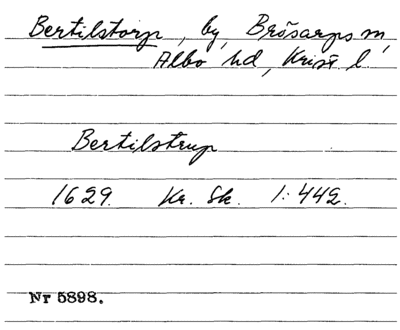 Bertilstorp, by, Brösarps sn,
Albo hd, Krist l
Bertilstrup
1629. Kr. Sk. 1:442.
Nr 5898.